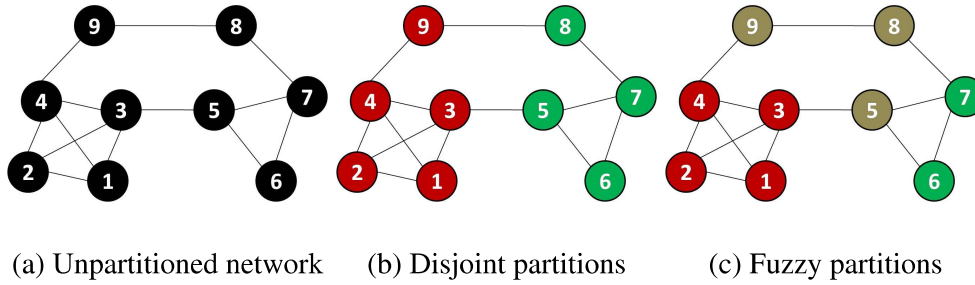 9 8 9 8 9 8
4 3 5 7 4 3 5 7 4 3 5 7
2 1 6 2 1 6 2 1 6
(a) Unpartitioned network (b) Disjoint partitions (c) Fuzzy partitions